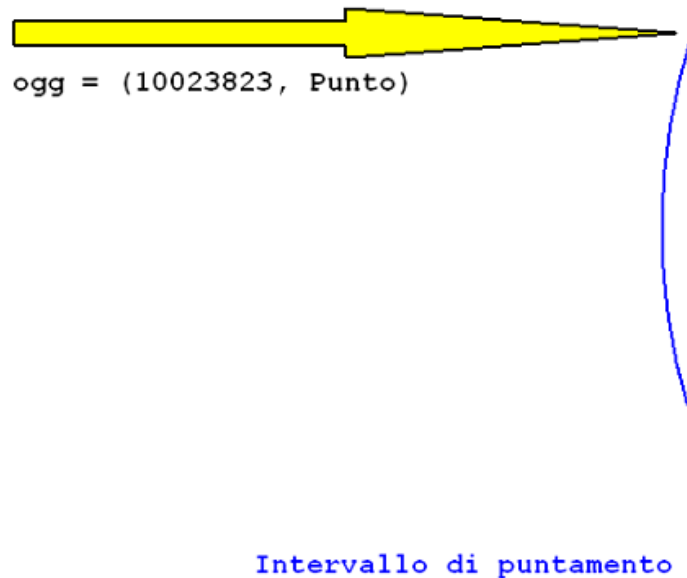 ogg = (10023823, Punto)
Intervallo di puntamento